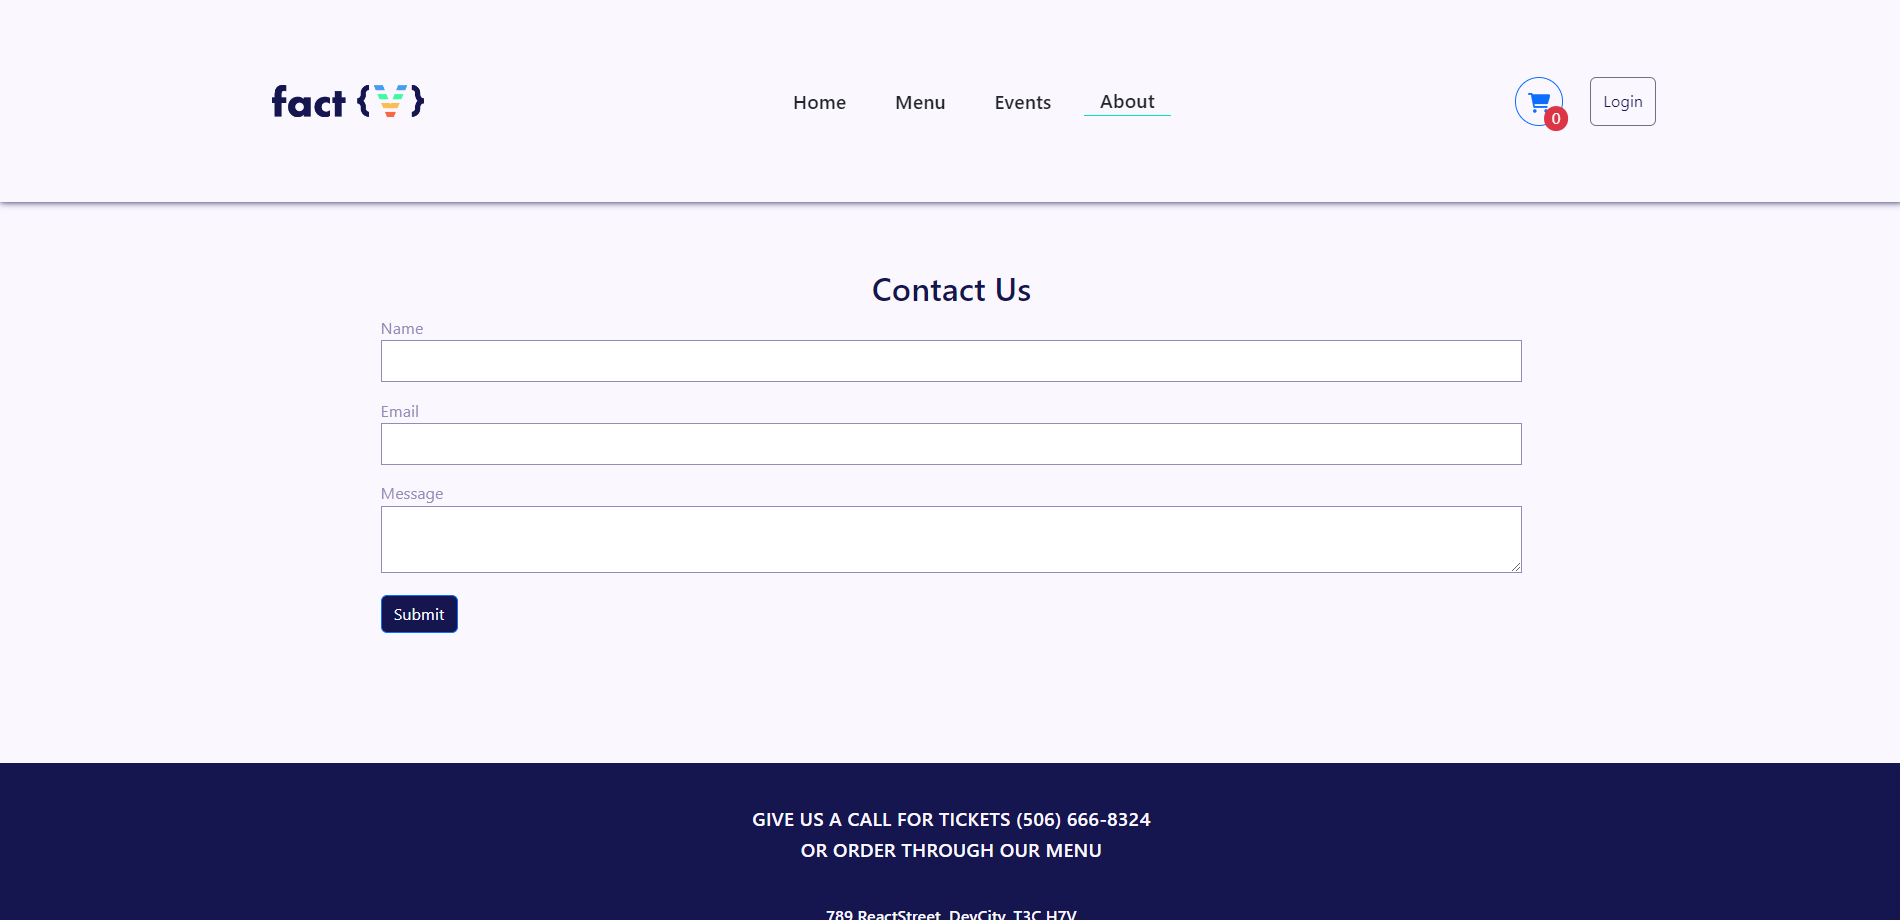 fact { }
Home Menu Events About
0
Login
Contact Us
Name
Email
Message
Submit
GIVE US A CALL FOR TICKETS (506) 666-8324
OR ORDER THROUGH OUR MENU
789 ReactStreet, DevCity, T3C H7V